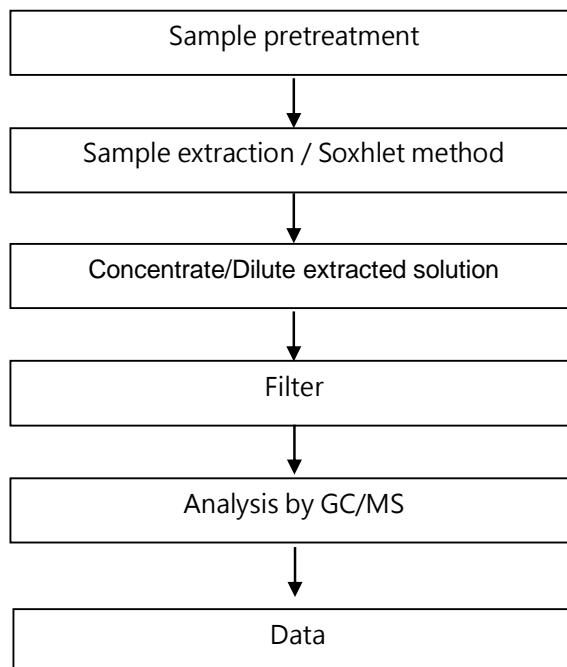 Sample pretreatment
Sample extraction / Soxhlet method
Concentrate/Dilute extracted solution
Filter
Analysis by GC/MS
Data